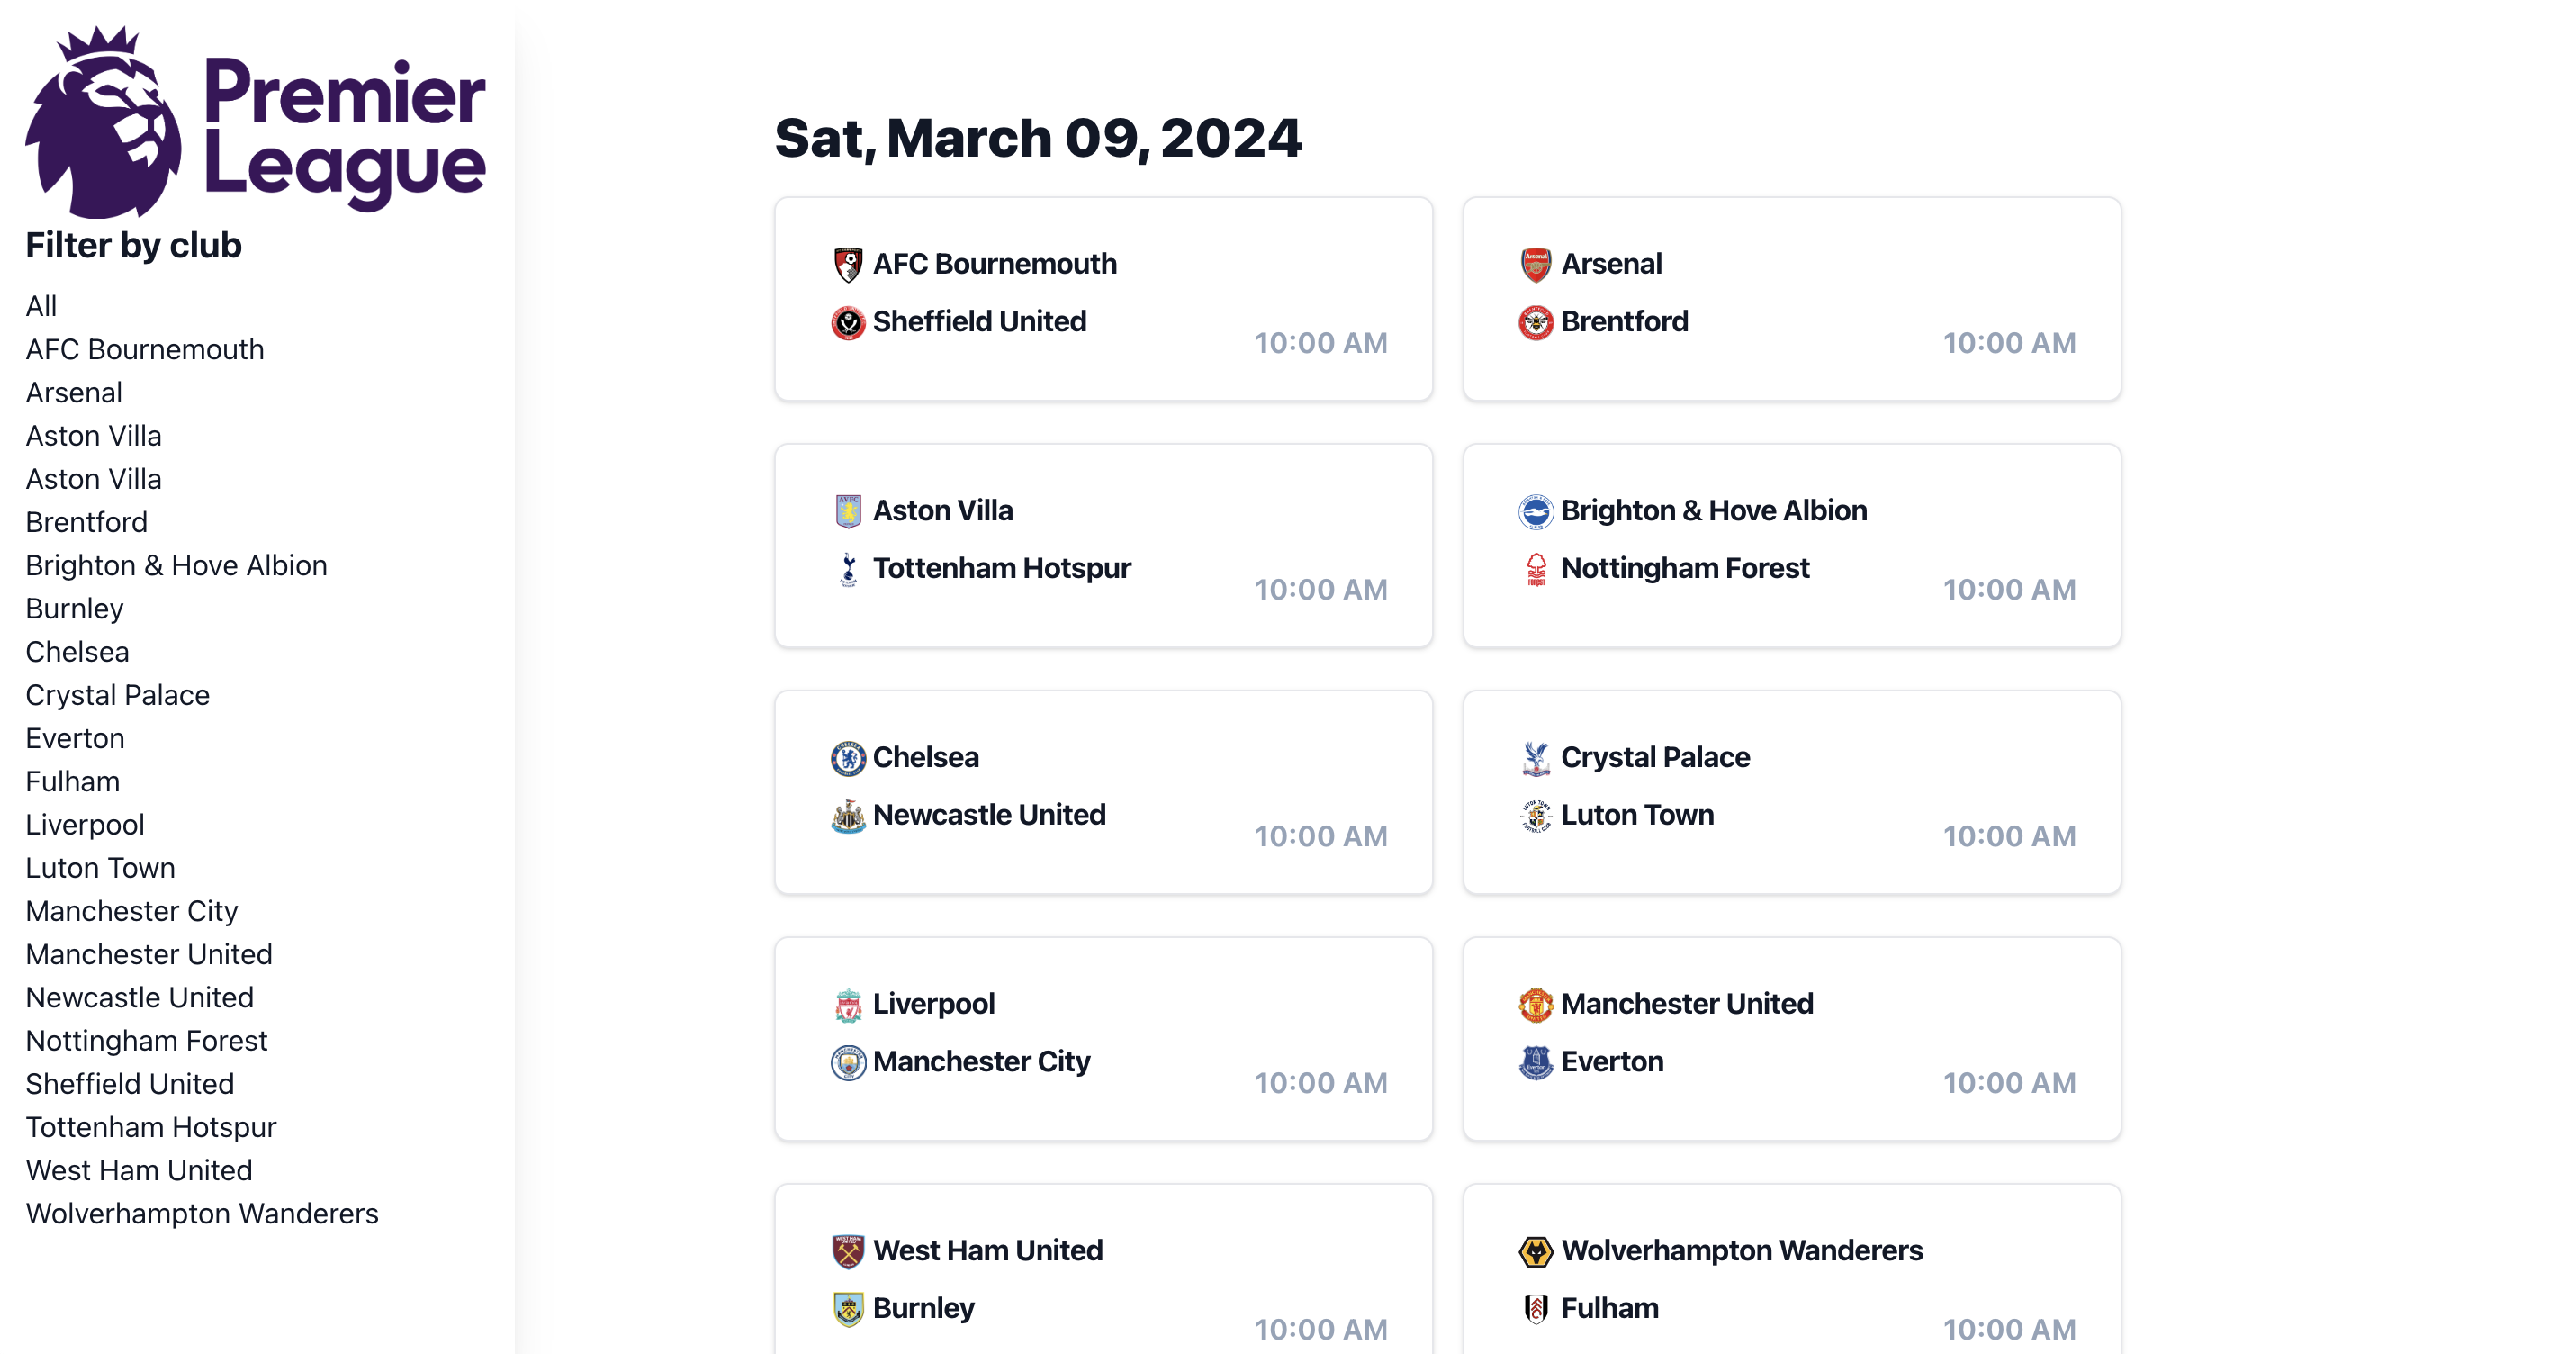 Premier
League
Filter by club
All
AFC Bournemouth
Arsenal
Aston Villa
Aston Villa
Brentford
Brighton & Hove Albion
Burnley
Chelsea
Crystal Palace
Everton
Fulham
Liverpool
Luton Town
Manchester City
Manchester United
Newcastle United
Nottingham Forest
Sheffield United
Tottenham Hotspur
West Ham United
Wolverhampton Wanderers
Sat, March 09, 2024
AFC Bournemouth
Sheffield United
10:00 AM
Arsenal
Brentford
10:00 AM
Aston Villa
Tottenham Hotspur
10:00 AM
Brighton & Hove Albion
Nottingham Forest
10:00 AM
Chelsea
Newcastle United
10:00 AM
Crystal Palace
Luton Town
10:00 AM
Liverpool
Manchester City
10:00 AM
Manchester United
Everton
10:00 AM
West Ham United
Burnley
10:00 AM
Wolverhampton Wanderers
Fulham
10:00 AM